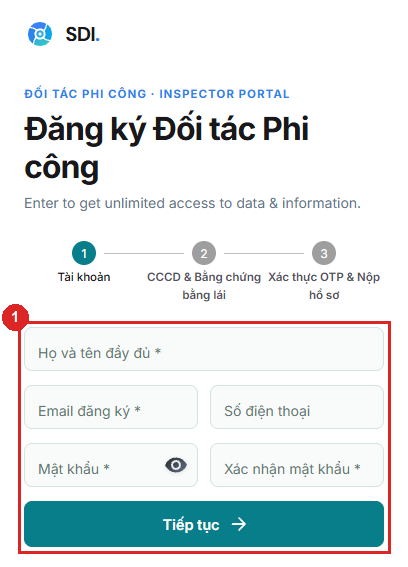 SDI.
ĐỐI TÁC PHI CÔNG · INSPECTOR PORTAL
Đăng ký Đối tác Phi
công
Enter to get unlimited access to data & information.
1
2
3
Tài khoản
CCCD & Bằng chứng
bằng lái
Xác thực OTP & Nộp
hồ sơ
1
Họ và tên đầy đủ *
Email đăng ký *
Số điện thoại
Mật khẩu *
Xác nhận mật khẩu *
Tiếp tục →